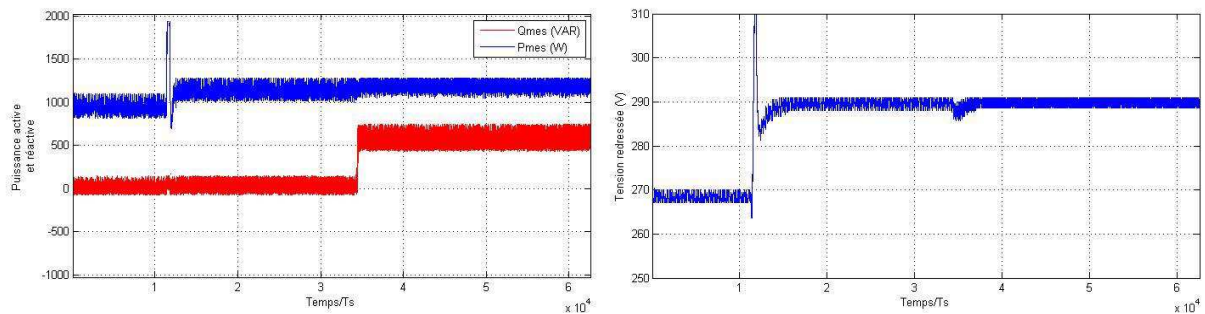 2000
1500
1000
500
0
-500
-1000
Puissance active
et réactive
Qmes (VAR)
Pmes (W)
1
2
3
4
5
6
Temps/Ts
x 10^4
310
300
290
280
270
260
250
Tension redressée (V)
1
2
3
4
5
6
Temps/Ts
x 10^4